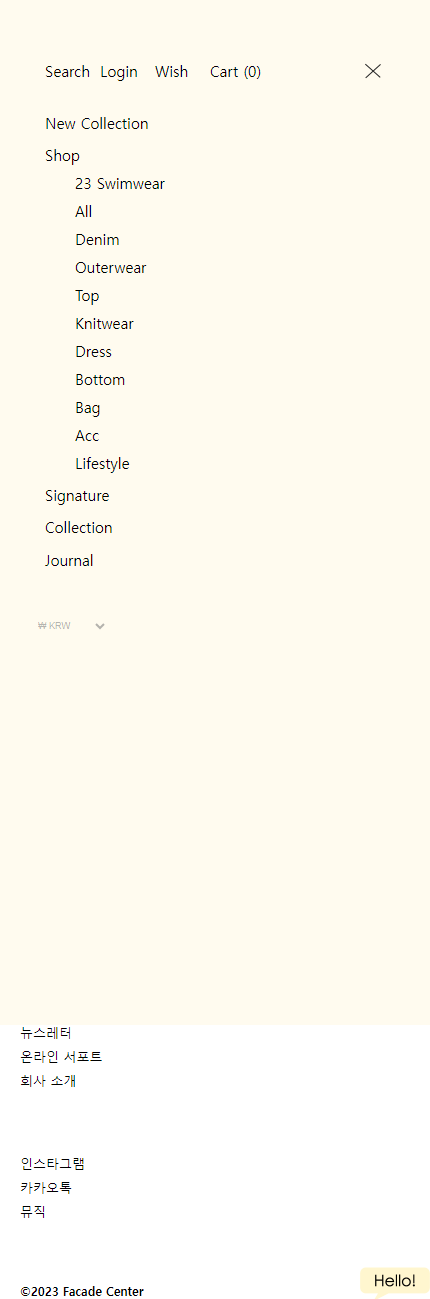 Search Login Wish Cart (0)
New Collection
Shop
23 Swimwear
All
Denim
Outerwear
Top
Knitwear
Dress
Bottom
Bag
Acc
Lifestyle
Signature
Collection
Journal
₩ KRW
뉴스레터
온라인 서포트
회사 소개
인스타그램
카카오톡
뮤직
Hello!
©2023 Facade Center